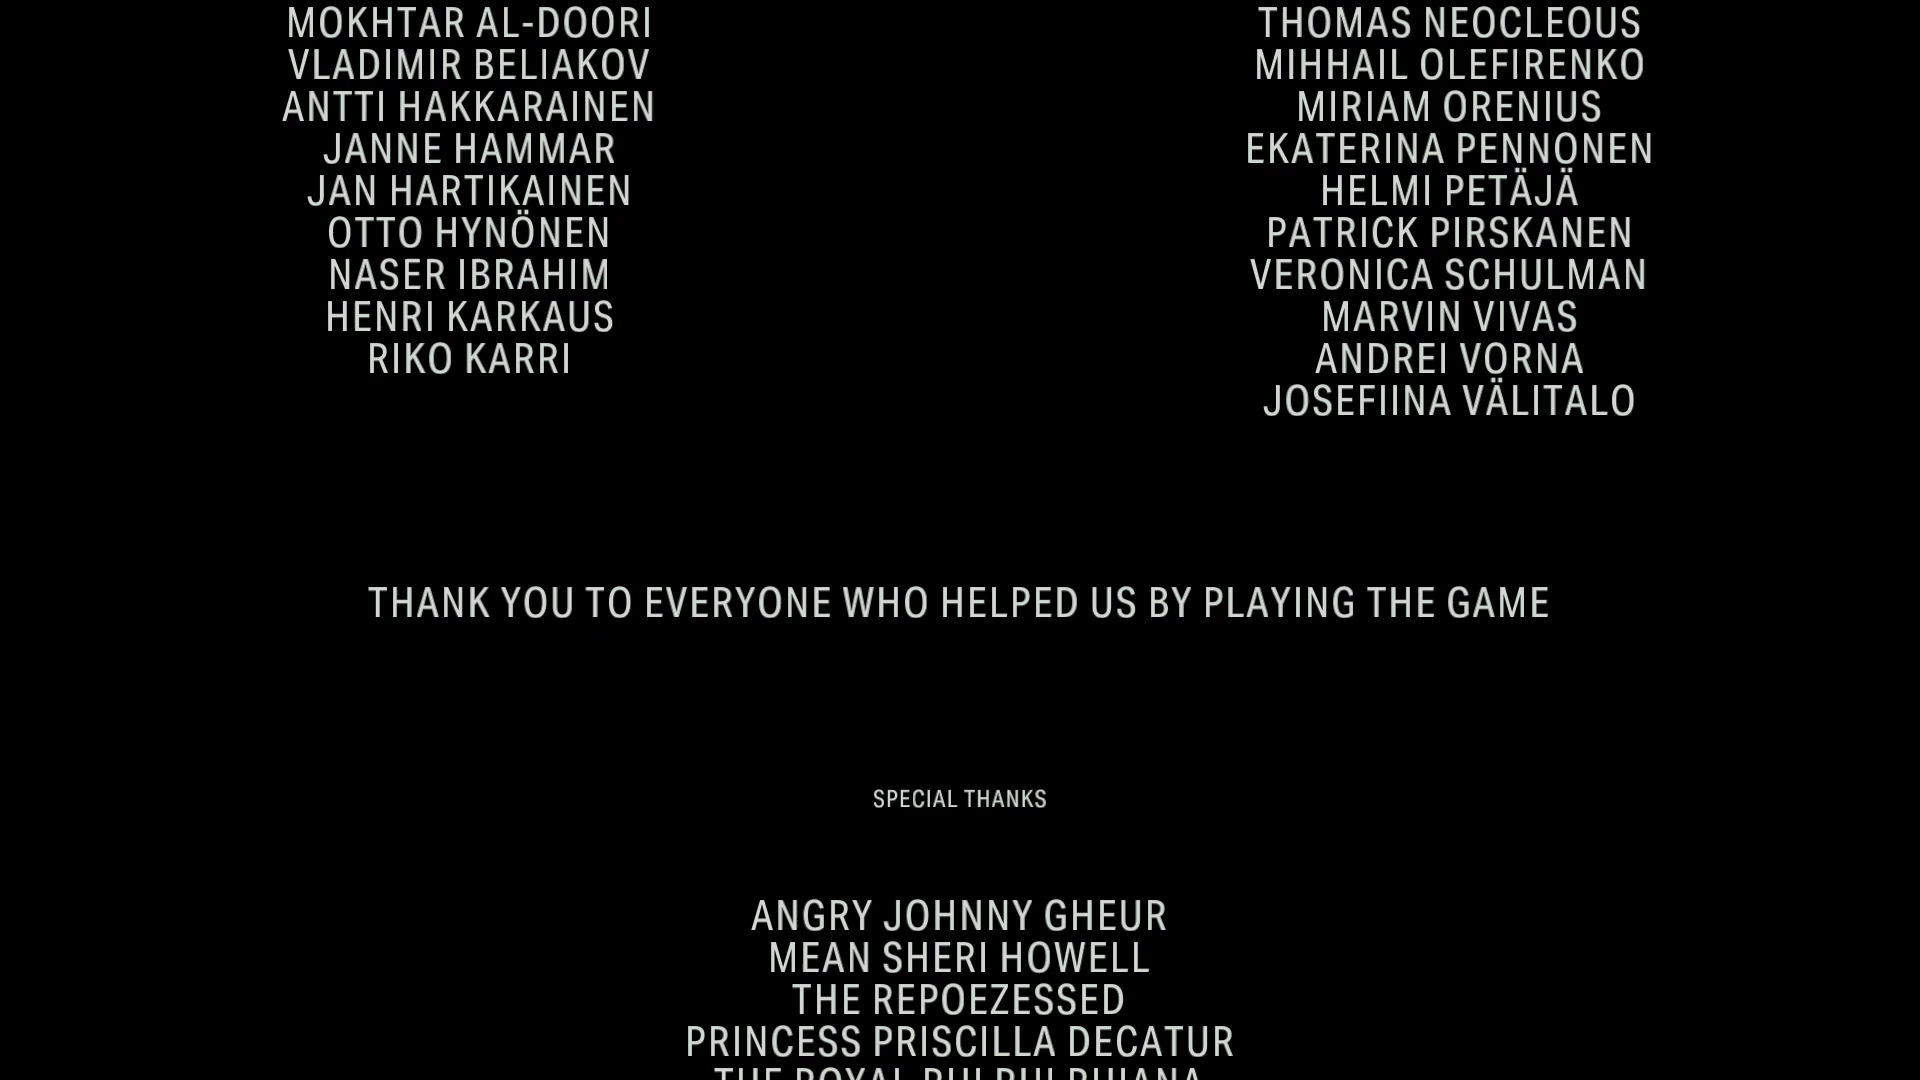 MOKHTAR AL-DOORI
VLADIMIR BELIAKOV
ANTTI HAKKARAINEN
JANNE HAMMAR
JAN HARTIKAINEN
OTTO HYNÖNEN
NASER IBRAHIM
HENRI KARKAUS
RIKO KARRI
THOMAS NEOCLEOUS
MIHHAIL OLEFIRENKO
MIRIAM ORENIUS
EKATERINA PENNONEN
HELMI PETÄJÄ
PATRICK PIRSKANEN
VERONICA SCHULMAN
MARVIN VIVAS
ANDREI VORNA
JOSEFIINA VÄLITALO
THANK YOU TO EVERYONE WHO HELPED US BY PLAYING THE GAME
SPECIAL THANKS
ANGRY JOHNNY GHEUR
MEAN SHERI HOWELL
THE REPOEZESSED
PRINCESS PRISCILLA DECATUR
THE ROYAL